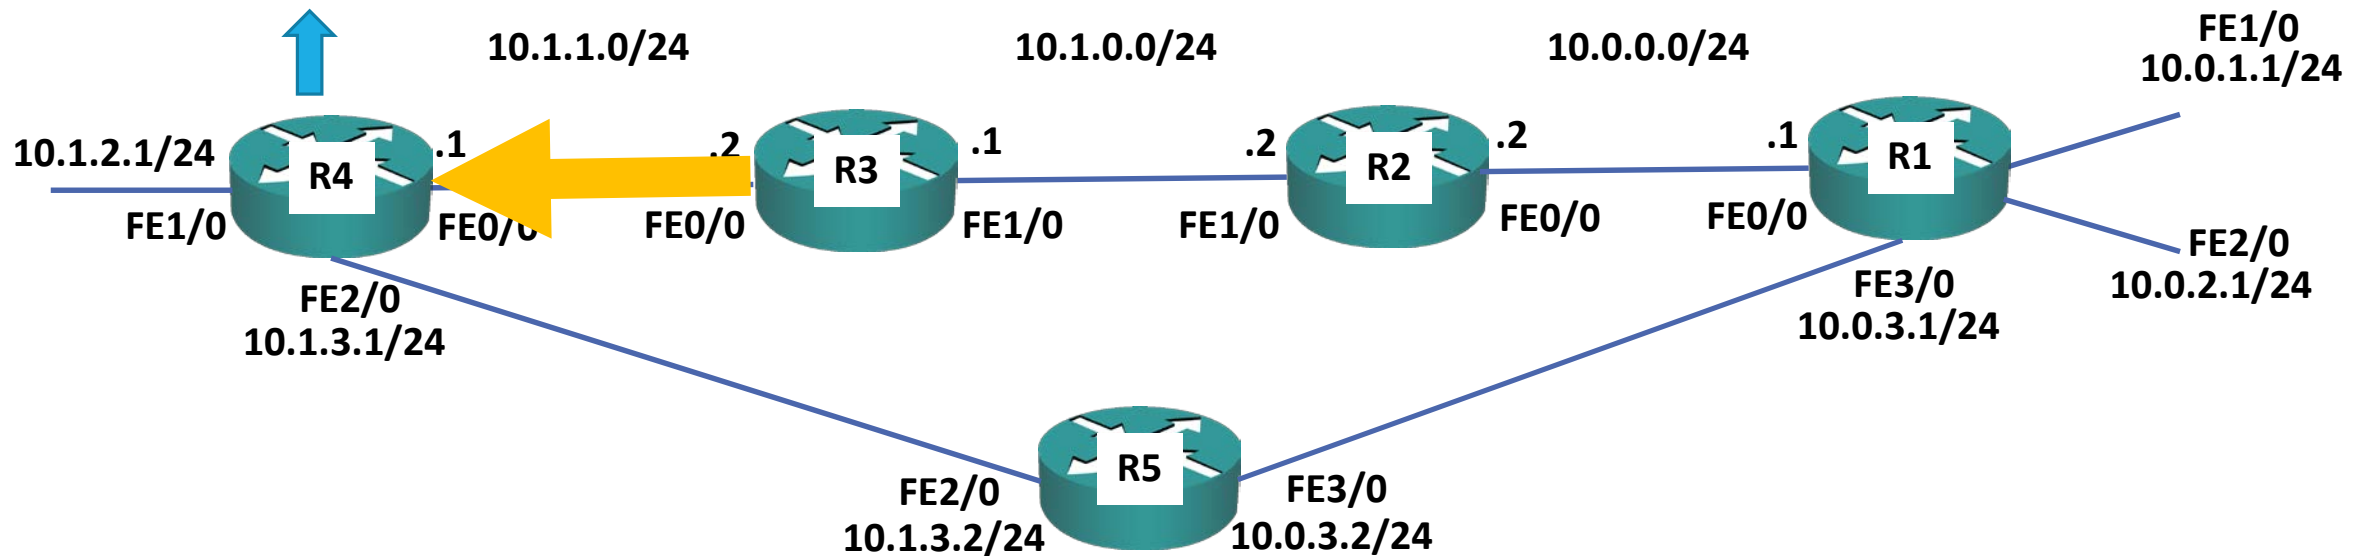 10.1.1.0/24
10.1.0.0/24
10.0.0.0/24
FE1/0
10.0.1.1/24
10.1.2.1/24
R4
.1
.2
R3
.1
.2
R2
.2
.1
R1
FE1/0
FE0/0
FE0/0
FE1/0
FE1/0
FE0/0
FE0/0
FE2/0
10.0.2.1/24
FE2/0
10.1.3.1/24
FE3/0
10.0.3.1/24
R5
FE2/0
10.1.3.2/24
FE3/0
10.0.3.2/24